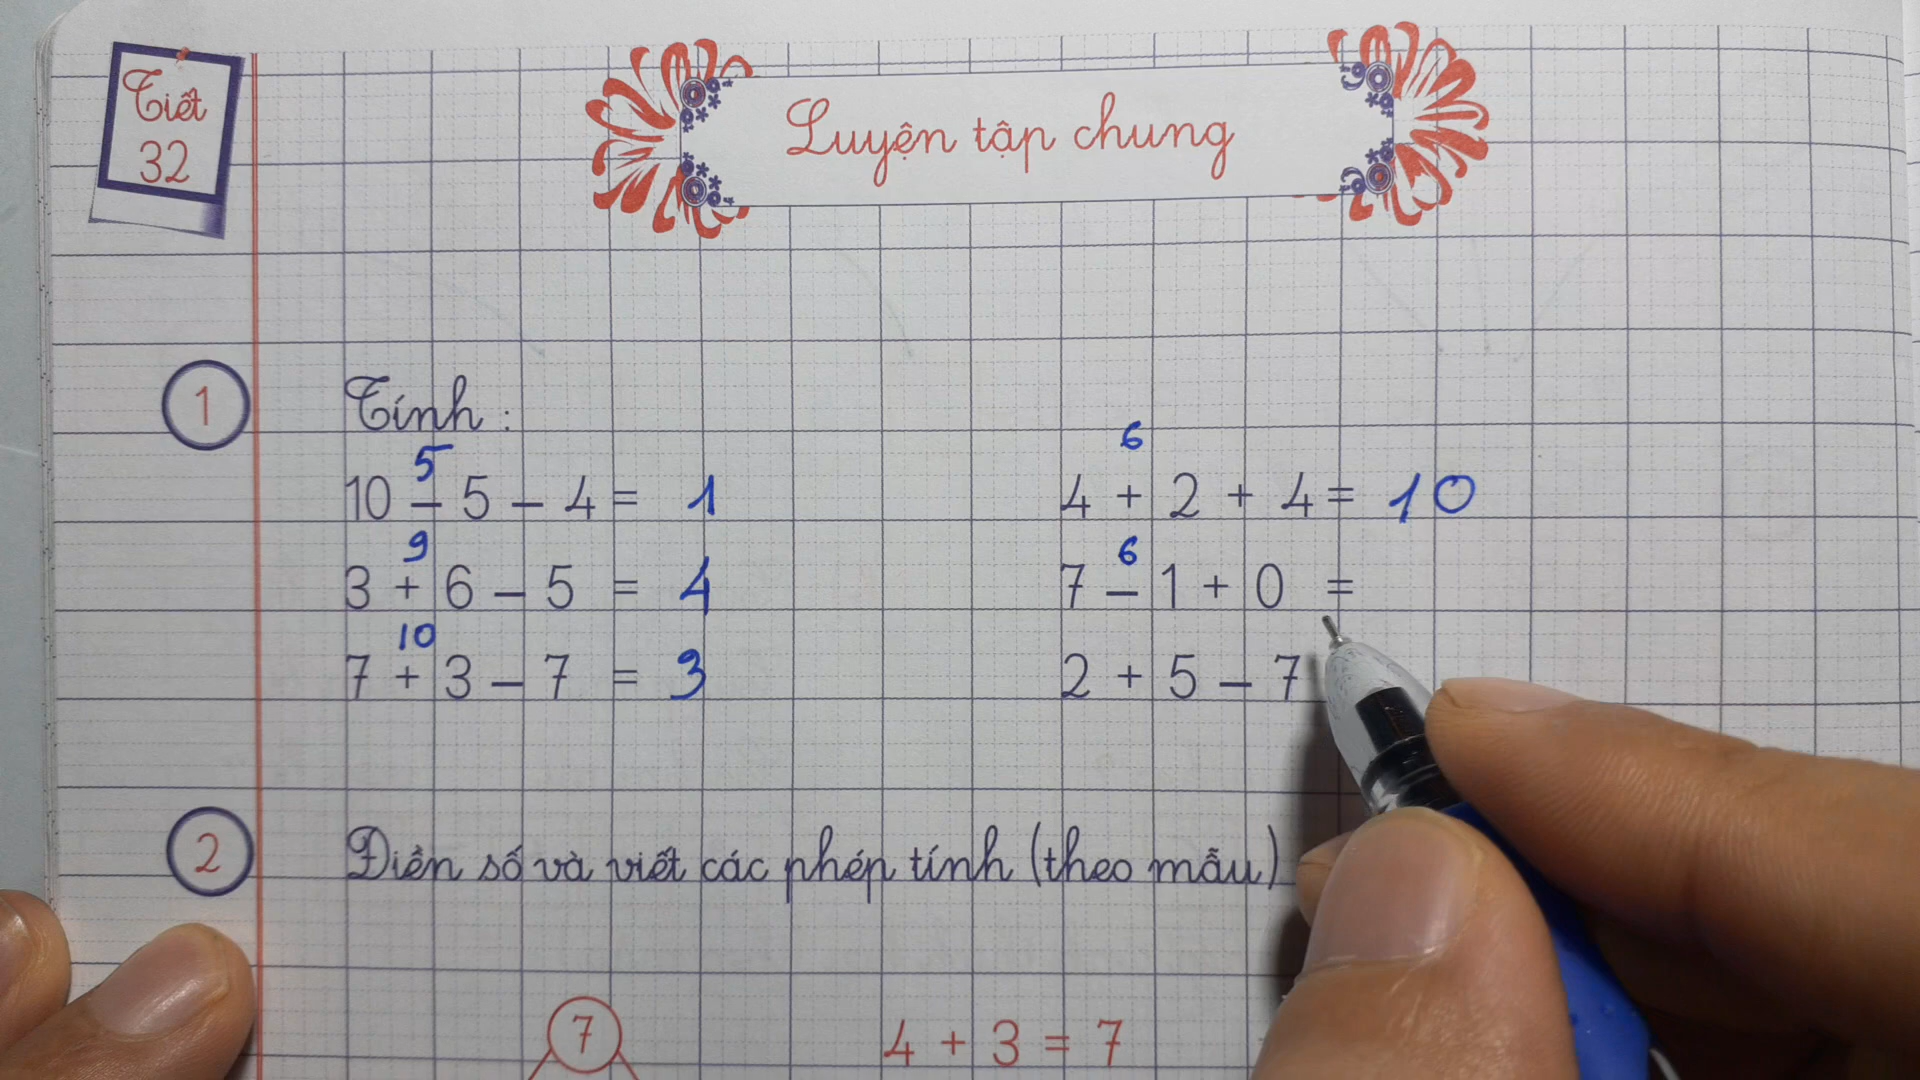 Tiết
32
Luyện tập chung
1
Tính :
5
10 – 5 – 4 = 1
9
3 + 6 – 5 = 4
10
7 + 3 – 7 = 3
6
4 + 2 + 4 = 10
6
7 – 1 + 0 =
2 + 5 – 7
2
Điền số và viết các phép tính (theo mẫu)
7
4 + 3 = 7